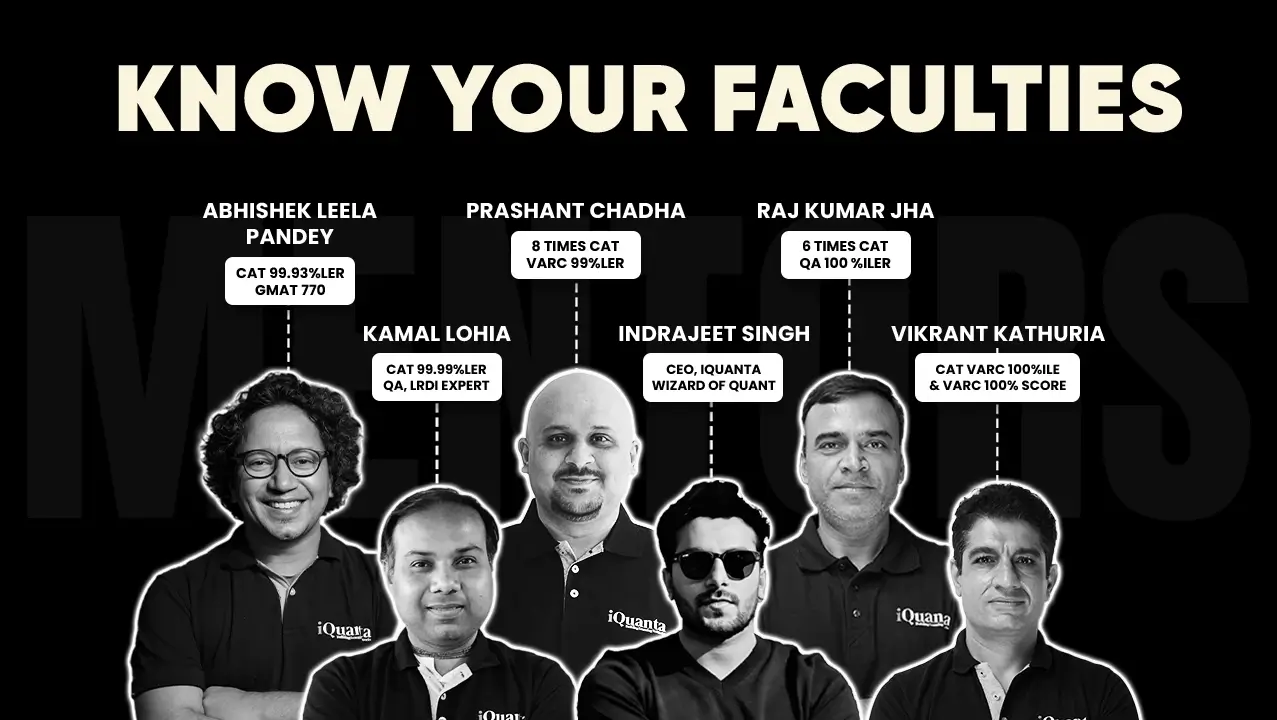 KNOW YOUR FACULTIES
MENTORS
ABHISHEK LEELA
PANDEY
CAT 99.93%LER
GMAT 770
PRASHANT CHADHA
8 TIMES CAT
VARC 99%LER
RAJ KUMAR JHA
6 TIMES CAT
QA 100 %ILER
KAMAL LOHIA
CAT 99.99%LER
QA, LRDI EXPERT
INDRAJEET SINGH
CEO, IQUANTA
WIZARD OF QUANT
VIKRANT KATHURIA
CAT VARC 100%ILE
& VARC 100% SCORE
iQuanta
iQuanta
iQuanta